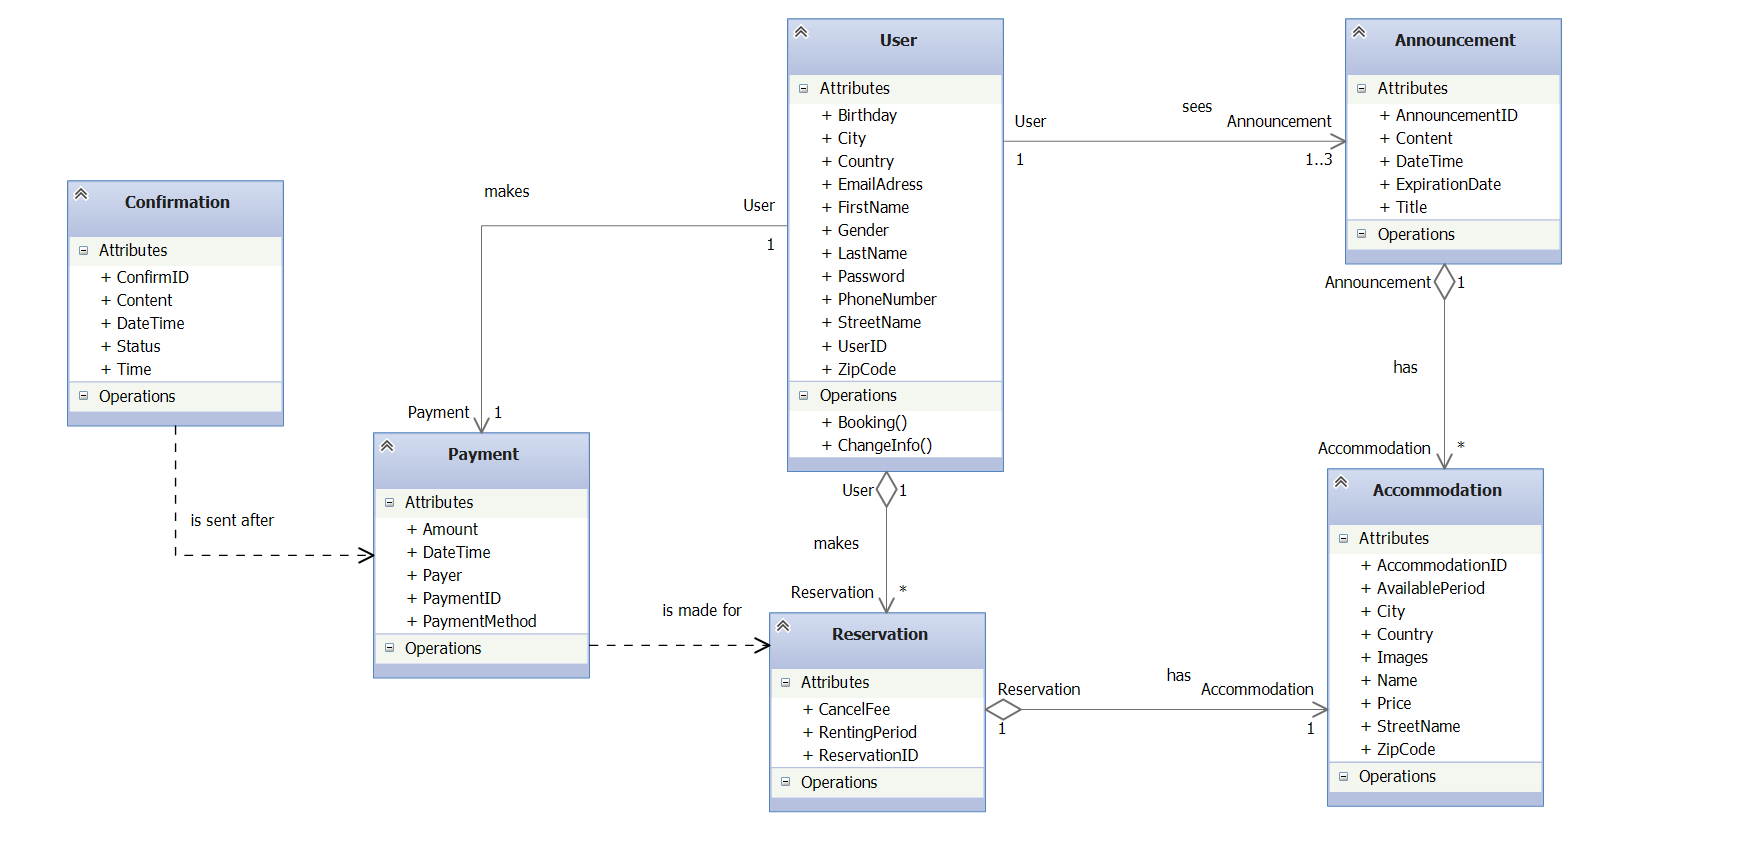 User
Attributes
+ Birthday
+ City
+ Country
+ EmailAdress
+ FirstName
+ Gender
+ LastName
+ Password
+ PhoneNumber
+ StreetName
+ UserID
+ ZipCode
Operations
+ Booking()
+ ChangeInfo()
Announcement
Attributes
+ AnnouncementID
+ Content
+ DateTime
+ ExpirationDate
+ Title
Operations
sees
User
Announcement
1
1..3
makes
User
1
Payment
1
Confirmation
Attributes
+ ConfirmID
+ Content
+ DateTime
+ Status
+ Time
Operations
is sent after
Payment
Attributes
+ Amount
+ DateTime
+ Payer
+ PaymentID
+ PaymentMethod
Operations
is made for
User
1
makes
Reservation
*
Reservation
Attributes
+ CancelFee
+ RentingPeriod
+ ReservationID
Operations
Announcement
1
has
Accommodation
*
Accommodation
Attributes
+ AccommodationID
+ AvailablePeriod
+ City
+ Country
+ Images
+ Name
+ Price
+ StreetName
+ ZipCode
Operations
has
Reservation
Accommodation
1
1